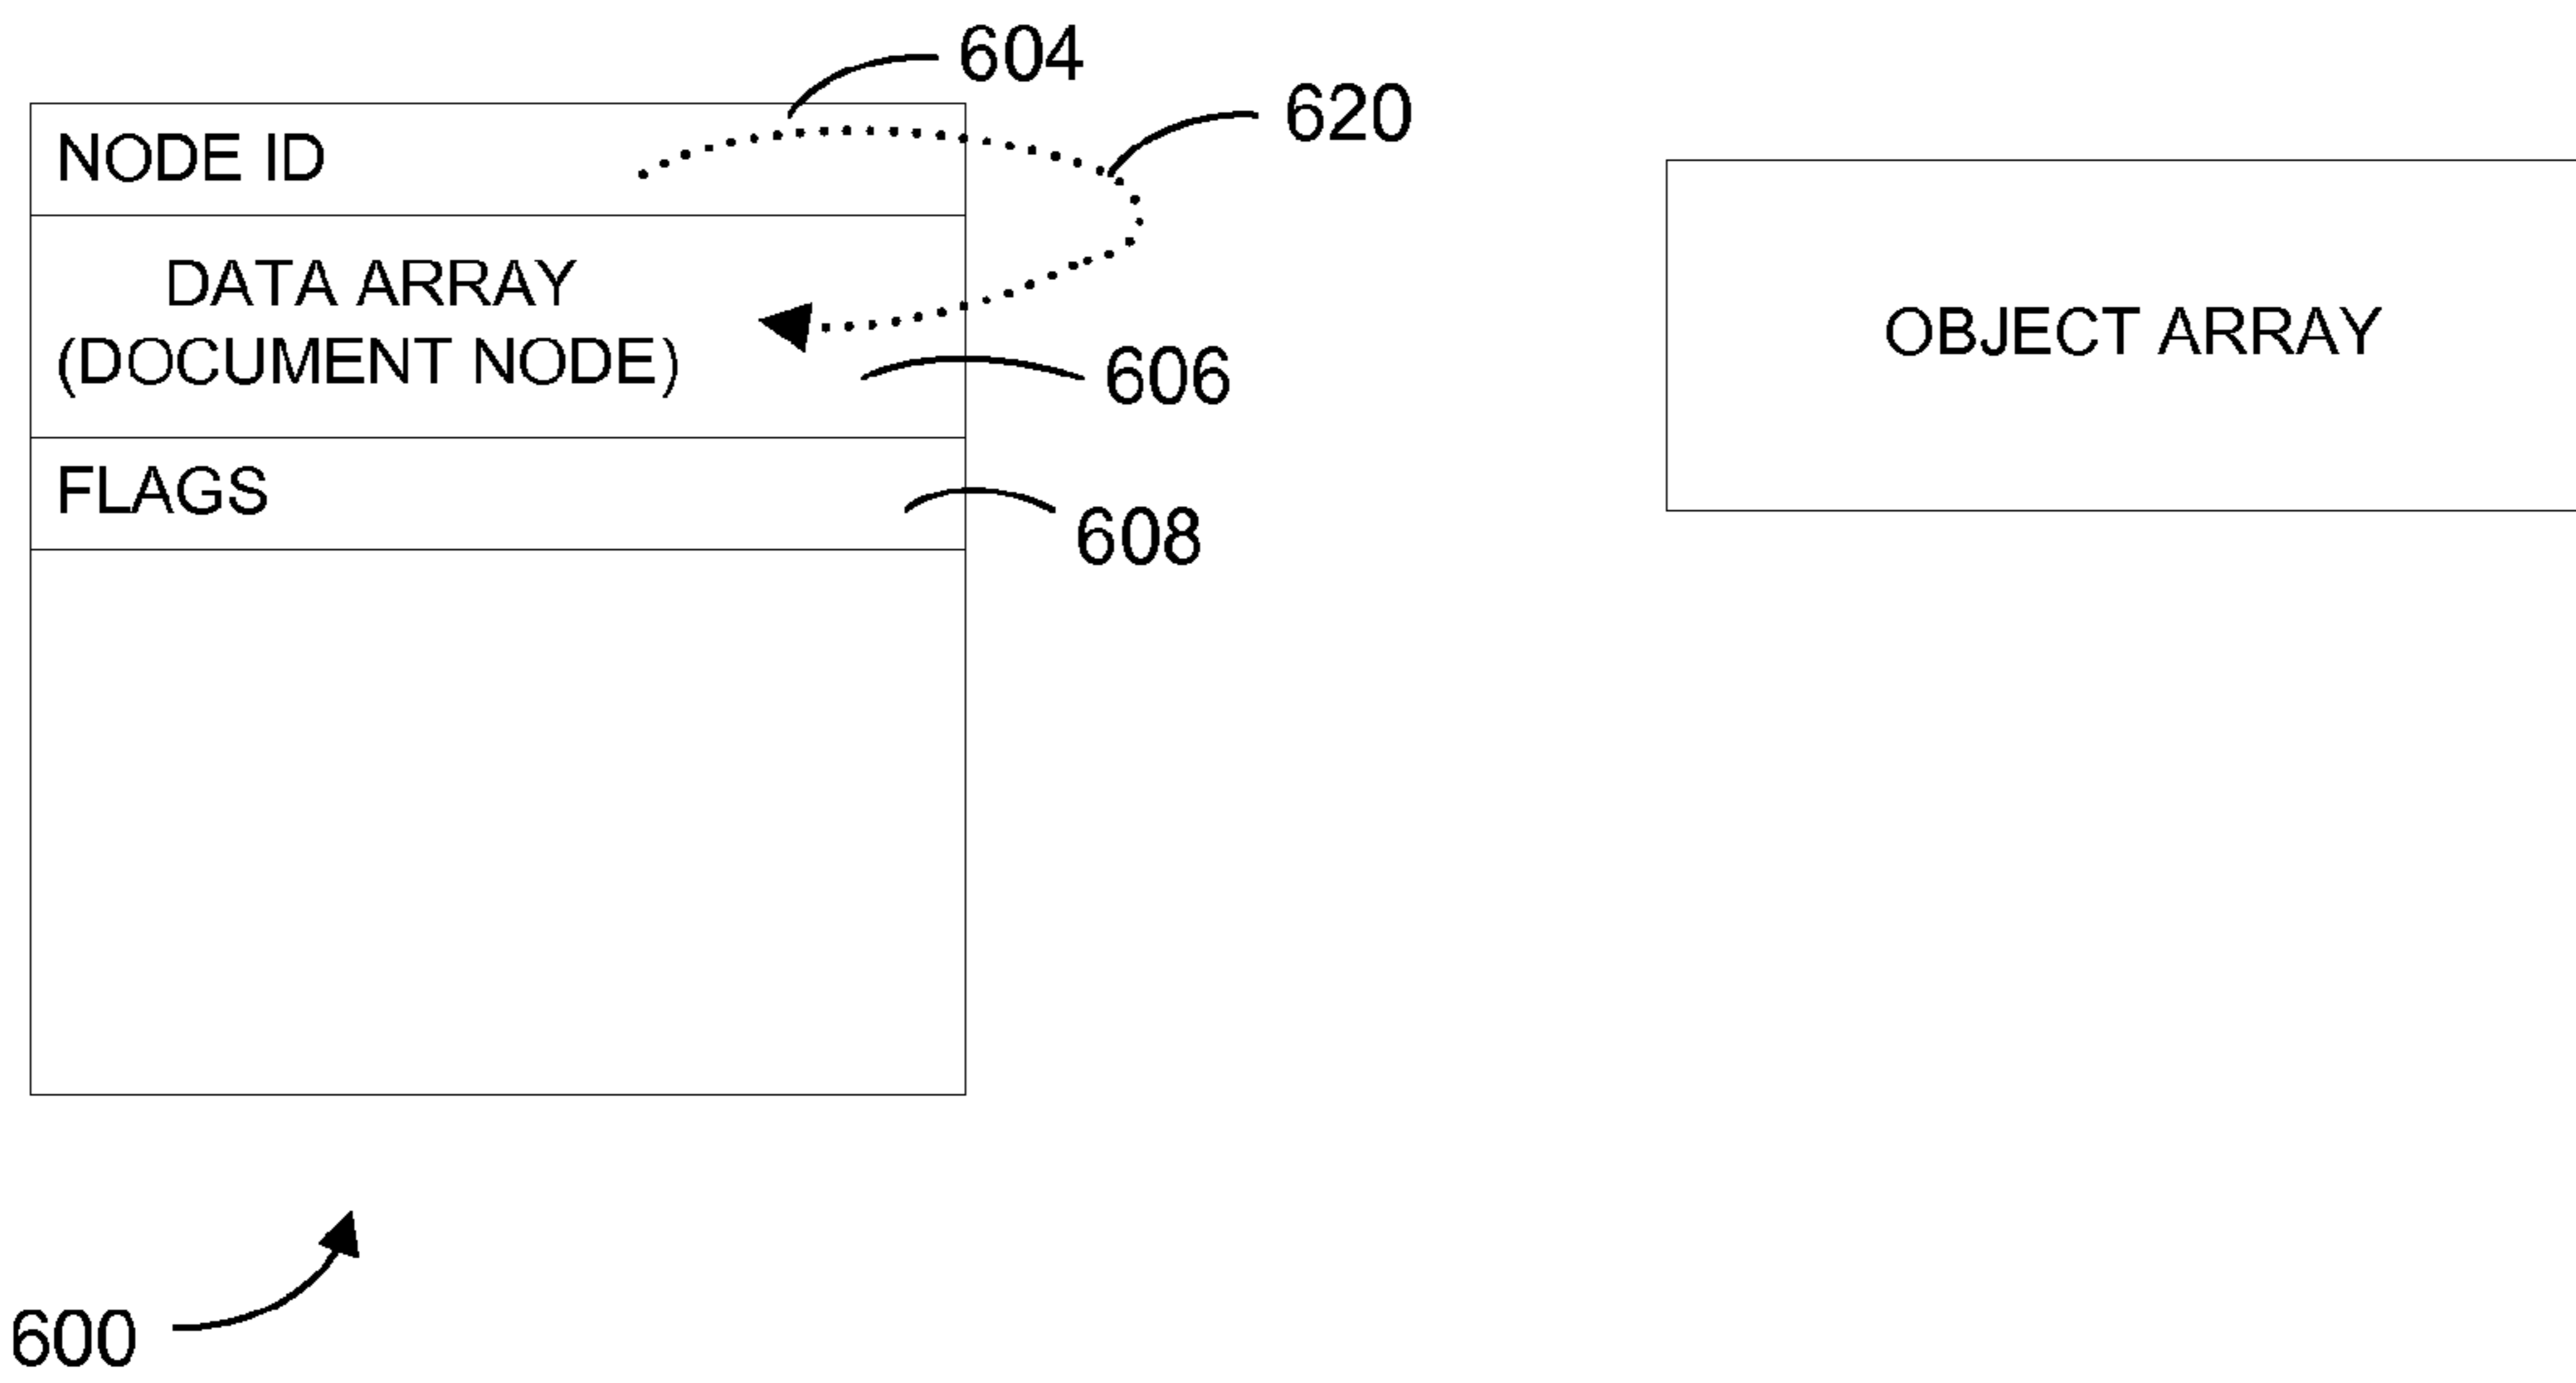 604
620
NODE ID
DATA ARRAY
(DOCUMENT NODE)
606
FLAGS
608
OBJECT ARRAY
600